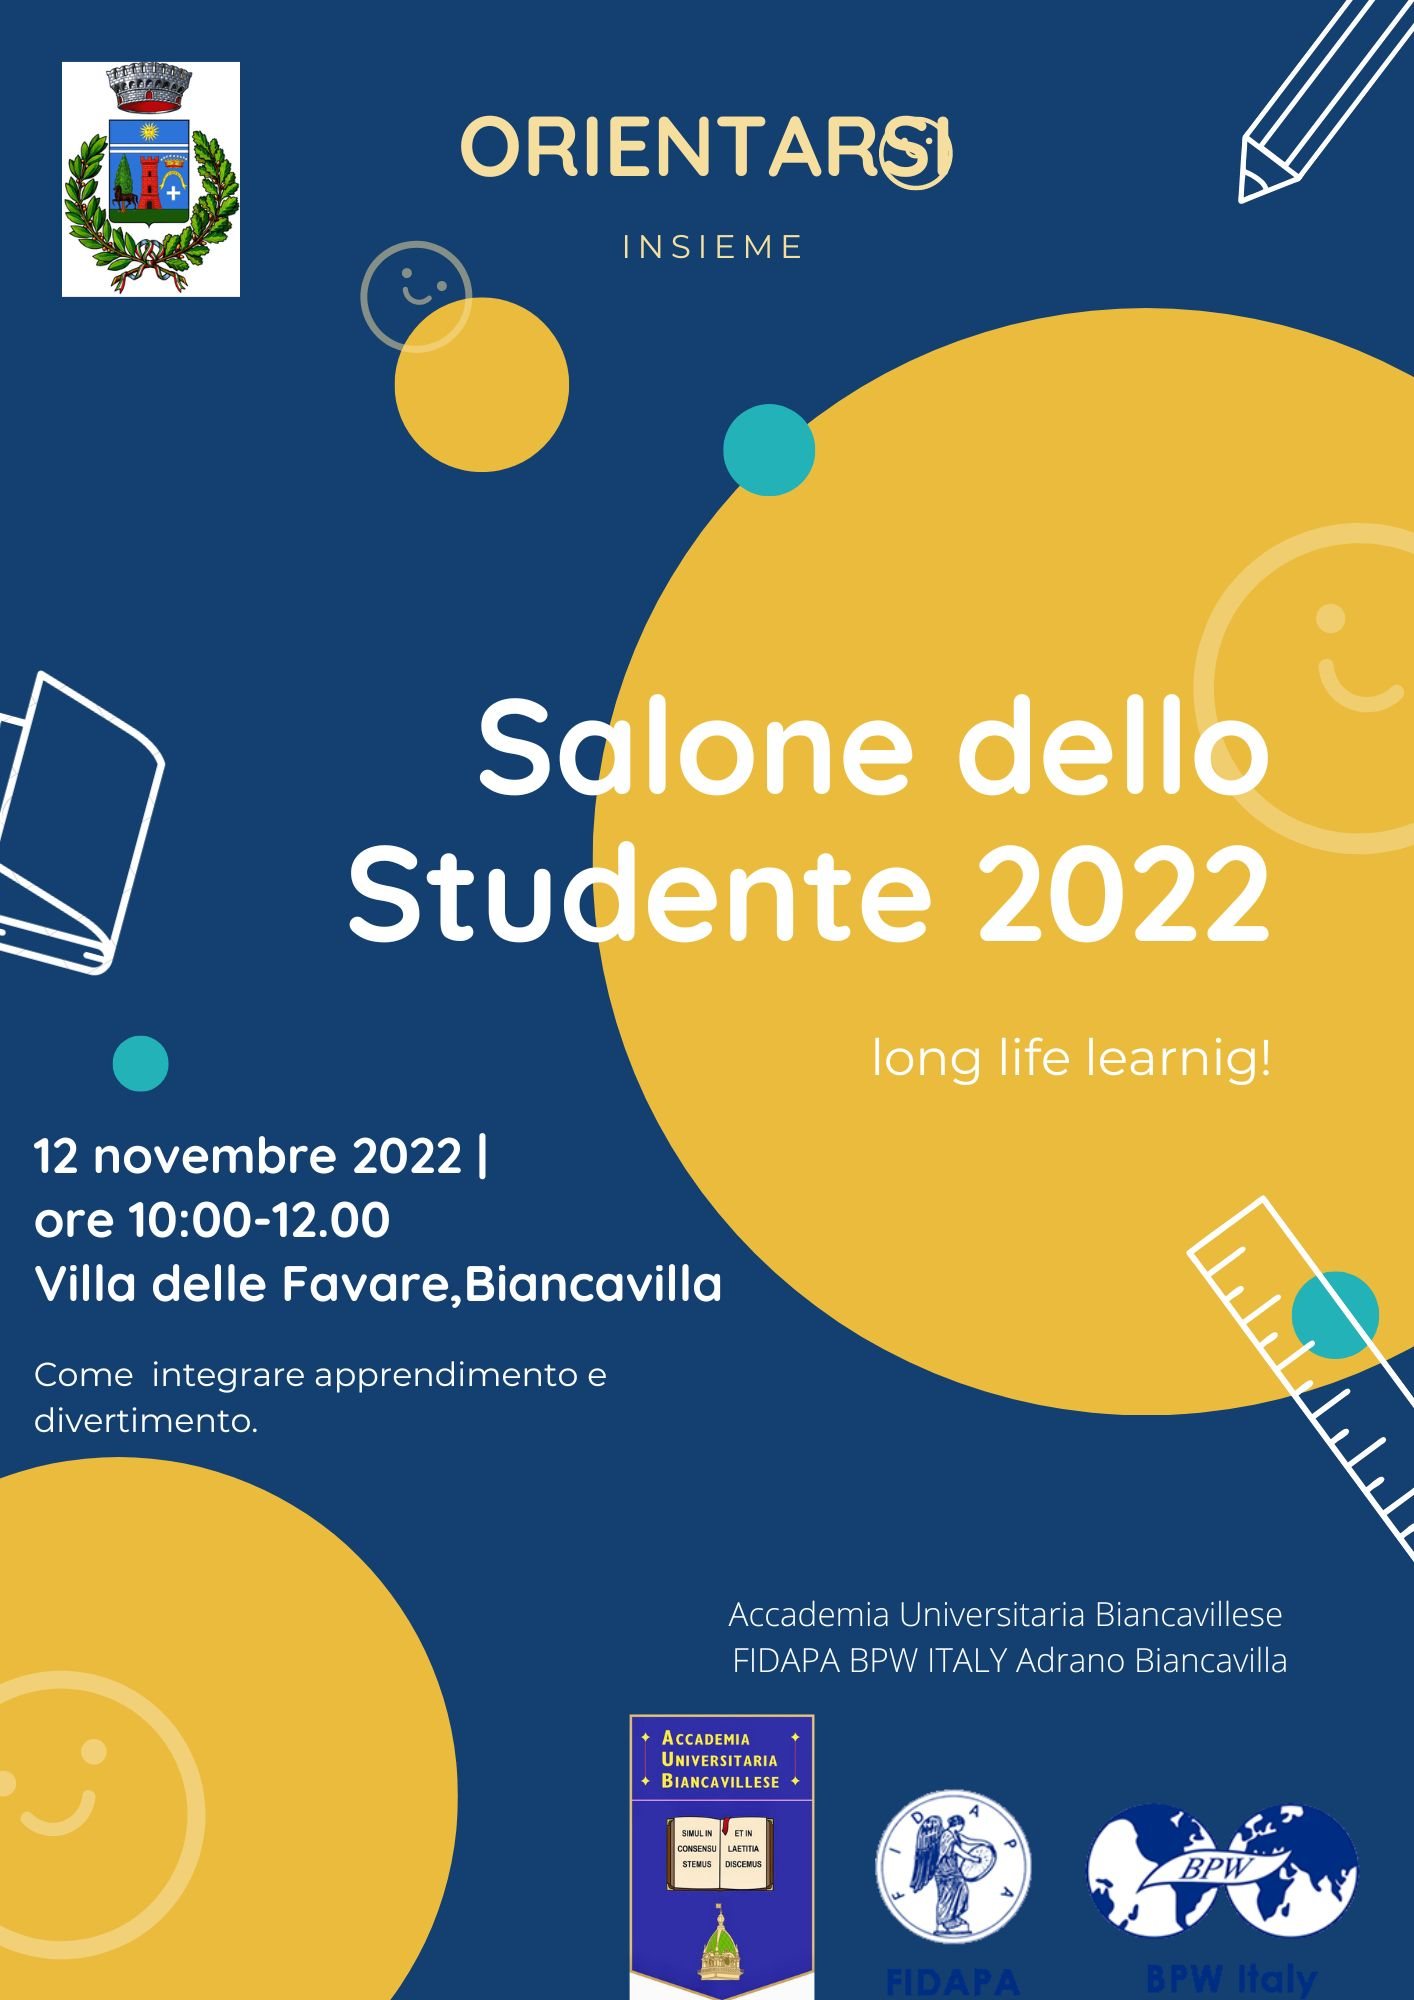 ORIENTARSI
INSIEME
Salone dello
Studente 2022
long life learnig!
12 novembre 2022 |
ore 10:00-12.00
Villa delle Favare,Biancavilla
Come  integrare apprendimento e
divertimento.
Accademia Universitaria Biancavillese
FIDAPA BPW ITALY Adrano Biancavilla
ACCADEMIA
UNIVERSITARIA
BIANCAVILLESE
SIMUL IN
CONSENSU
STEMUS
ET IN
LAETITIA
DISCEMUS
FIDAPA
FIDAPA
BPW
BPW Italy